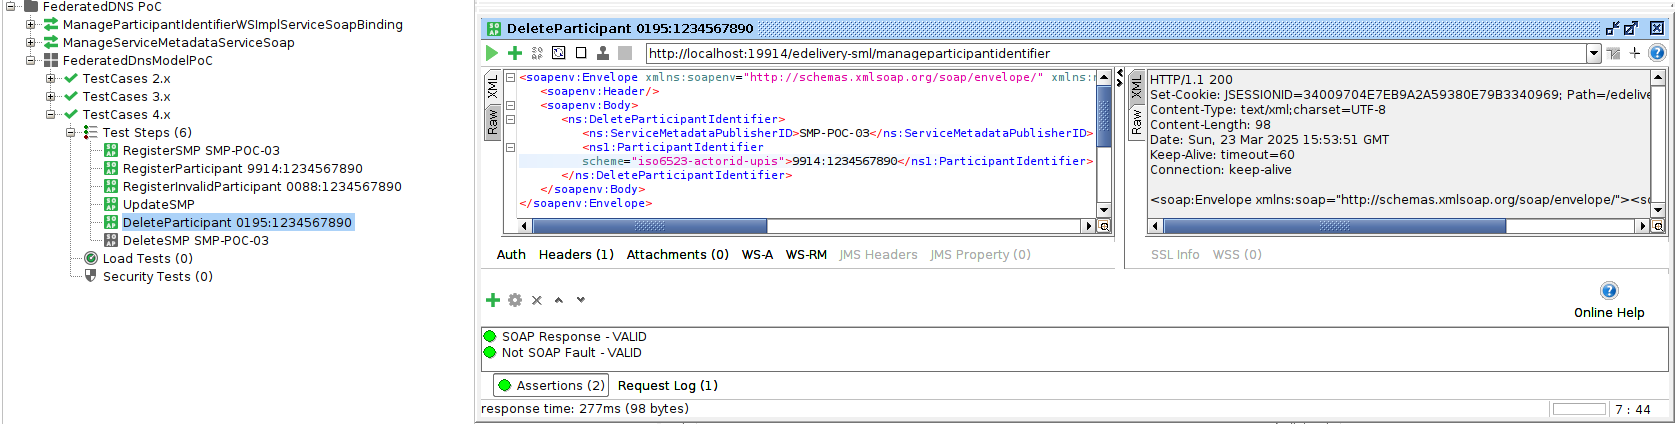 FederatedDNS PoC
ManageParticipantIdentifierWSImplServiceSoapBinding
ManageServiceMetadataServiceSoap
FederatedDnsModelPoC
TestCases 2.x
TestCases 3.x
TestCases 4.x
Test Steps (6)
RegisterSMP SMP-POC-03
RegisterParticipant 9914:1234567890
RegisterInvalidParticipant 0088:1234567890
UpdateSMP
DeleteParticipant 0195:1234567890
DeleteSMP SMP-POC-03
Load Tests (0)
Security Tests (0)
DeleteParticipant 0195:1234567890
http://localhost:19914/edelivery-sml/manageparticipantidentifier
XML
Raw
<soapenv:Envelope xmlns:soapenv="http://schemas.xmlsoap.org/soap/envelope/" xmlns:
<soapenv:Header/>
<soapenv:Body>
<ns:DeleteParticipantIdentifier>
<ns:ServiceMetadataPublisherID>SMP-POC-03</ns:ServiceMetadataPublisherID>
<ns1:ParticipantIdentifier
scheme="iso6523-actorid-upis">9914:1234567890</ns1:ParticipantIdentifier>
</ns:DeleteParticipantIdentifier>
</soapenv:Body>
</soapenv:Envelope>
XML
Raw
HTTP/1.1 200
Set-Cookie: JSESSIONID=34009704E7EB9A2A59380E79B3340969; Path=/edelive
Content-Type: text/xml;charset=UTF-8
Content-Length: 98
Date: Sun, 23 Mar 2025 15:53:51 GMT
Keep-Alive: timeout=60
Connection: keep-alive
<soap:Envelope xmlns:soap="http://schemas.xmlsoap.org/soap/envelope/"><so
Auth Headers (1) Attachments (0) WS-A WS-RM JMS Headers JMS Property (0)
SSL Info WSS (0)
Online Help
SOAP Response - VALID
Not SOAP Fault - VALID
Assertions (2) Request Log (1)
response time: 277ms (98 bytes)
7 : 44